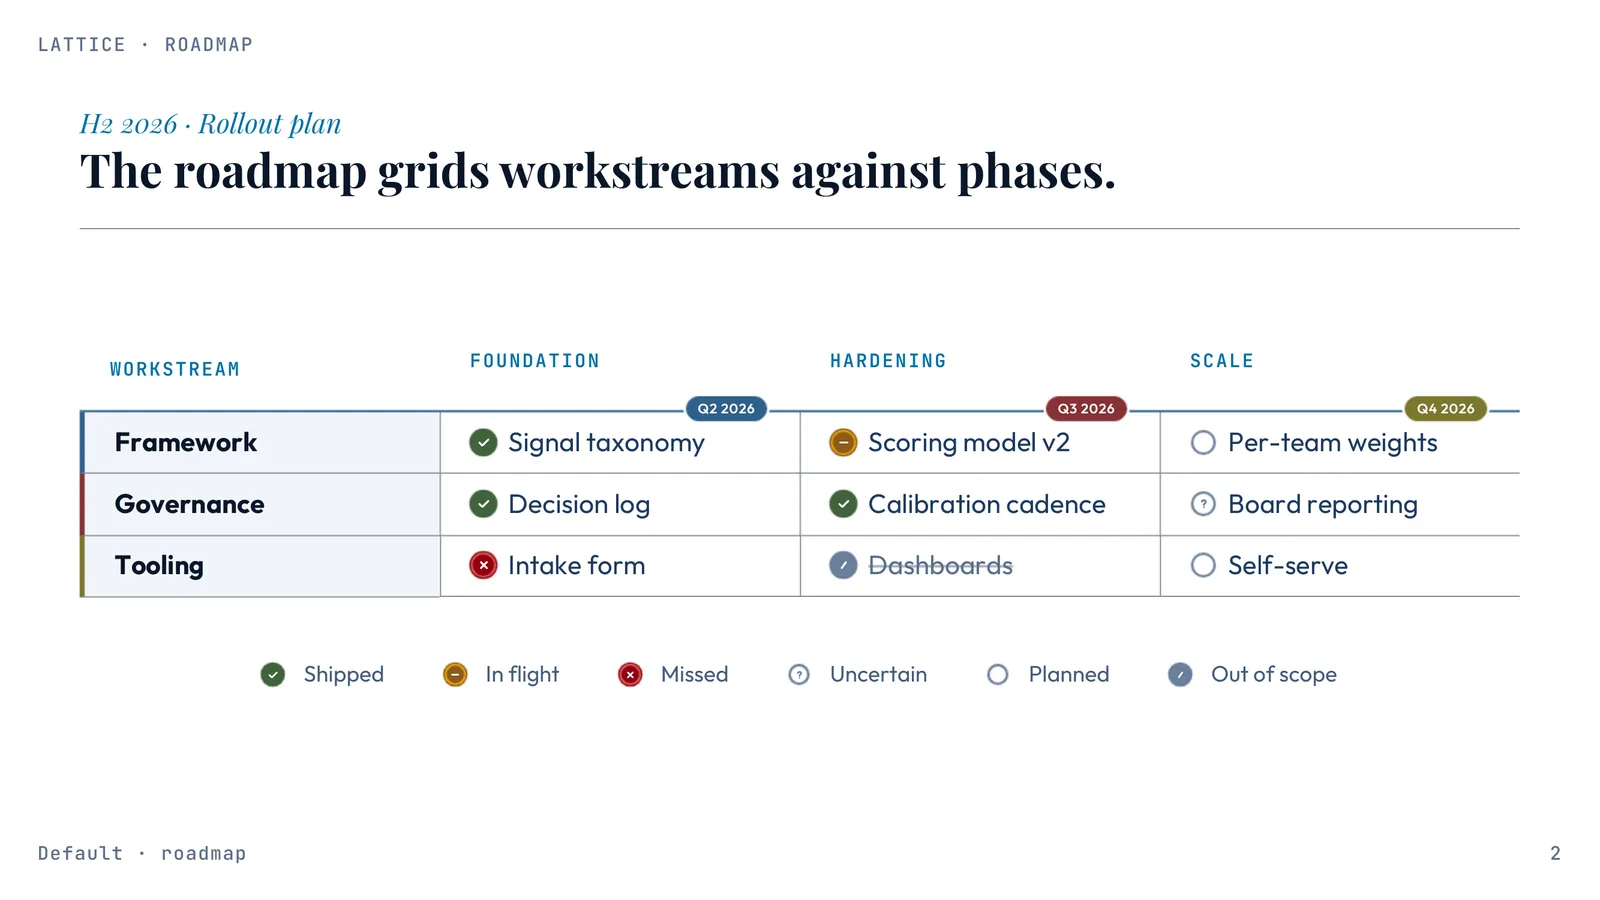 LATTICE · ROADMAP
H2 2026 · Rollout plan
The roadmap grids workstreams against phases.
WORKSTREAM FOUNDATION HARDENING SCALE
Q2 2026 Q3 2026 Q4 2026
Framework Signal taxonomy Scoring model v2 Per-team weights
Governance Decision log Calibration cadence Board reporting
Tooling Intake form Dashboards Self-serve
Shipped In flight Missed Uncertain Planned Out of scope
Default · roadmap 2